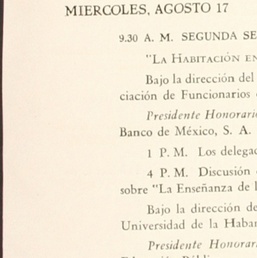 MIERCOLES, AGOSTO 17
9.30 A. M. SEGUNDA SE
"LA HABITACIÓN EN
Bajo la dirección del
ciación de Funcionarios
Presidente Honorario
Banco de México, S. A.
1 P. M. Los delegad
4 P. M. Discusión
sobre "La Enseñanza de l
Bajo la dirección de
Universidad de la Haban
Presidente Honorari